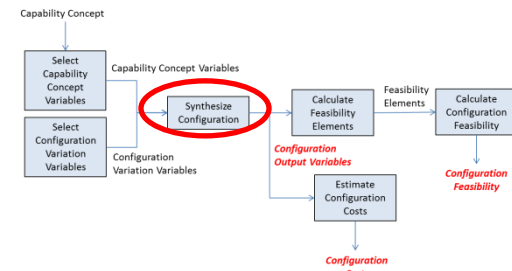 Capability Concept
Select
Capability
Concept
Variables
Capability Concept Variables
Select
Configuration
Variation
Variables
Configuration
Variation Variables
Synthesize
Configuration
Configuration
Output Variables
Calculate
Feasibility
Elements
Feasibility
Elements
Calculate
Configuration
Feasibility
Configuration
Feasibility
Estimate
Configuration
Costs
Configuration